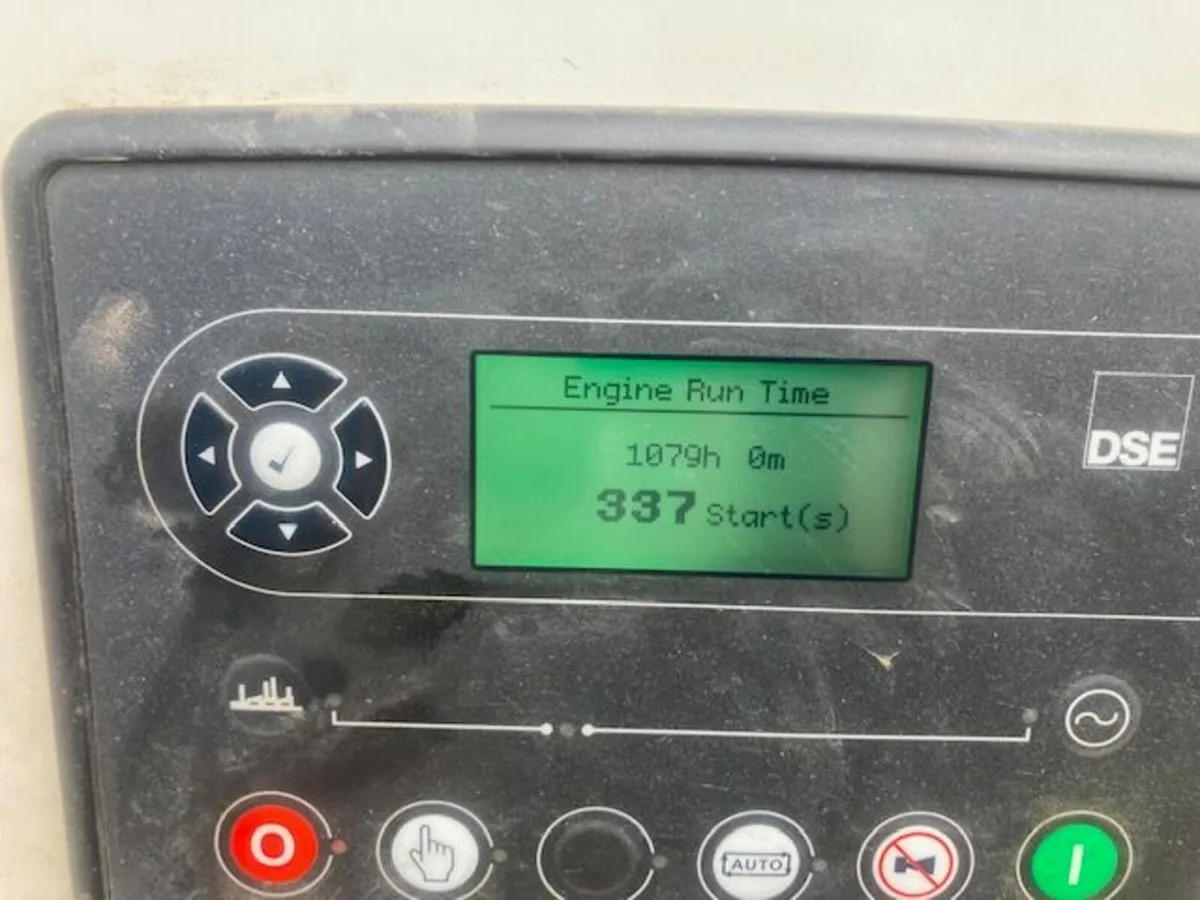 Engine Run Time
1079h 0m
337 Start(s)
DSE
O
AUTO
I